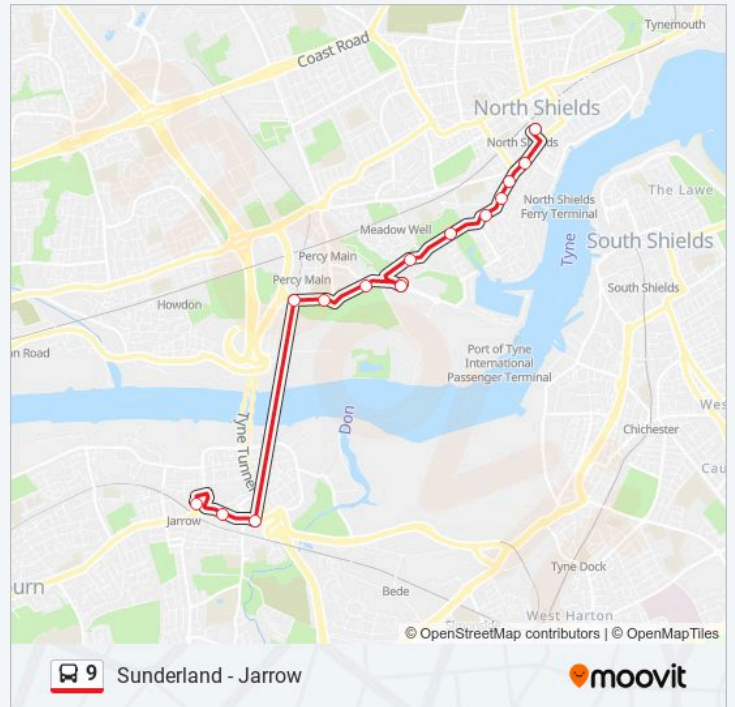 Tynemouth
Coast Road
North Shields
North Shields
The Lawe
North Shields
Ferry Terminal
Meadow Well
Tyne
South Shields
Percy Main
Percy Main
South Shields
Howdon
an Road
Port of Tyne
International
Passenger Terminal
Wes
Don
Tyne Tunnel
Chichester
Cau
Jarrow
Tyne Dock
urn
Bede
West Harton
© OpenStreetMap contributors | © OpenMapTiles
9 Sunderland - Jarrow
moovit